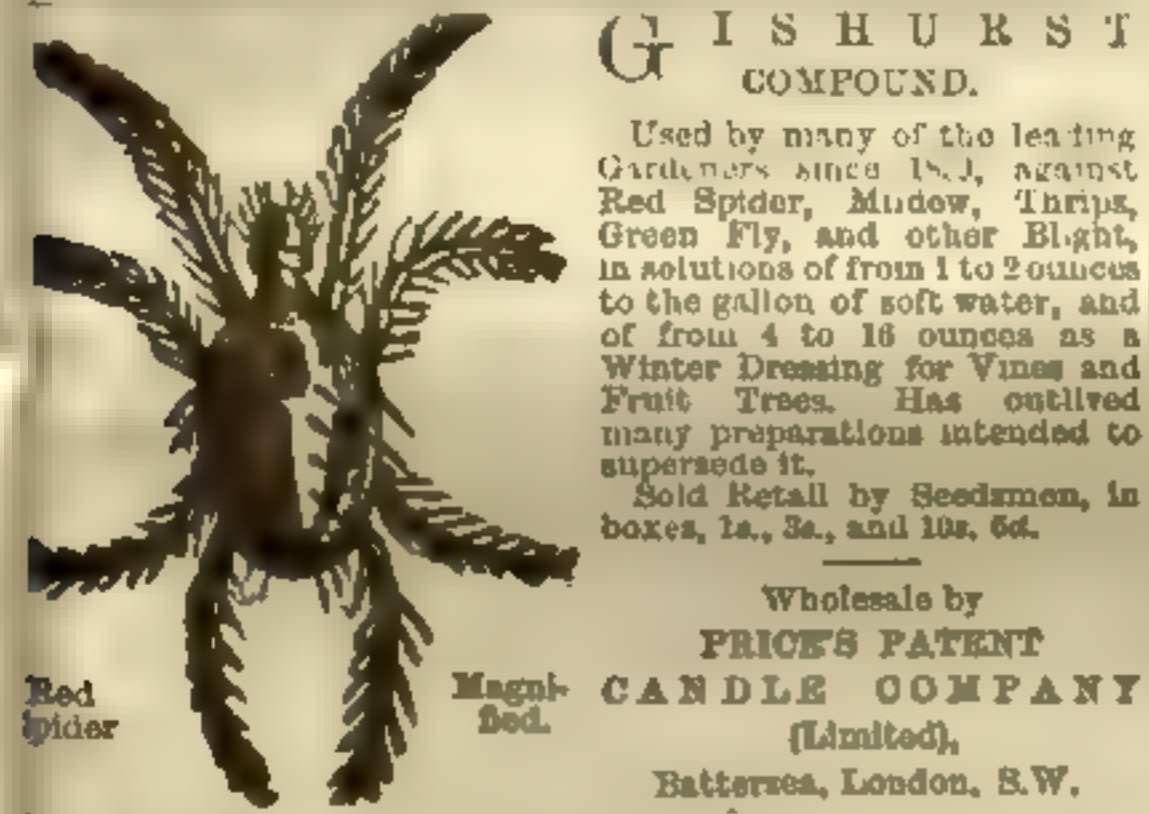 GISHURST
COMPOUND.
Used by many of the leading
Gardeners since against
Red Spider, Mildew, Thrips,
Green Fly, and other Blight,
in solutions of from 1 to 2 ounces
to the gallon of soft water, and
of from 4 to 16 ounces as a
Winter Dressing for Vines and
Fruit Trees. Has outlived
many preparations intended to
supersede it.
Sold Retail by Seedsmen, in
boxes, 1s., 3s., and 10s. 6d.
Wholesale by
PRICE'S PATENT
CANDLE COMPANY
(Limited),
Battersea, London, S.W.
Red
Spider
Magni-
fied.